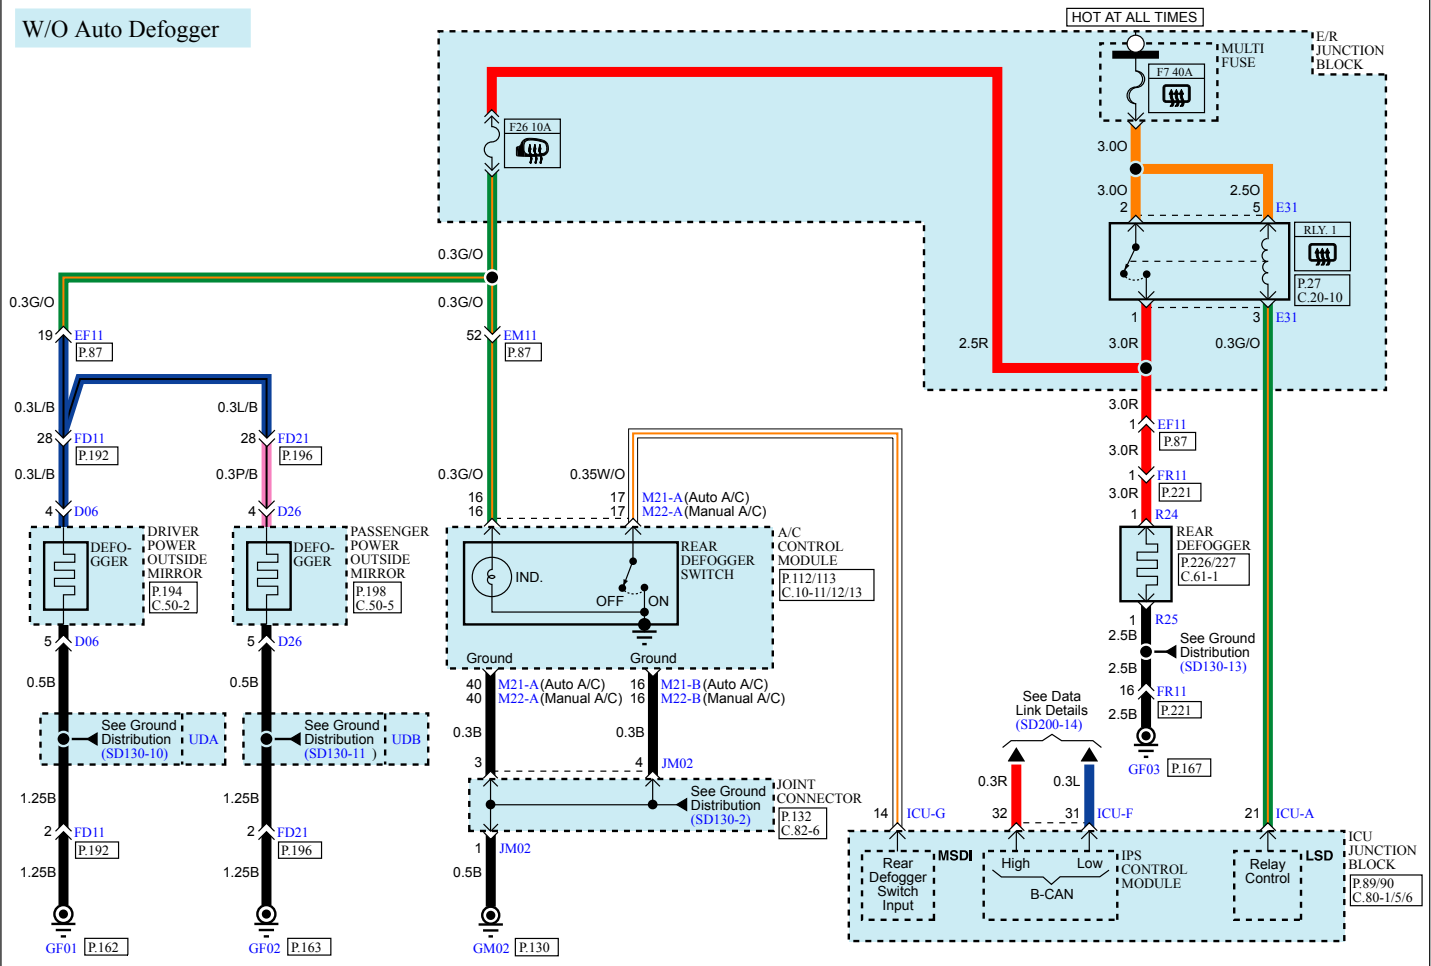 W/O Auto Defogger
HOT AT ALL TIMES
E/R
JUNCTION
BLOCK
MULTI
FUSE
F7 40A
F26 10A
3.0O
3.0O
2.5O
2
5
E31
RLY. 1
P.27
C.20-10
1
3
E31
0.3G/O
0.3G/O
0.3G/O
2.5R
3.0R
0.3G/O
19
EF11
P.87
52
EM11
P.87
0.3L/B
0.3L/B
3.0R
1
EF11
P.87
28
FD11
P.192
28
FD21
P.196
3.0R
0.3L/B
0.3P/B
0.3G/O
0.35W/O
1
FR11
P.221
3.0R
16
16
17
17
M21-A (Auto A/C)
M22-A (Manual A/C)
4
D06
4
D26
1
R24
DEFO-
GGER
DRIVER
POWER
OUTSIDE
MIRROR
P.194
C.50-2
DEFO-
GGER
PASSENGER
POWER
OUTSIDE
MIRROR
P.198
C.50-5
IND.
OFF
ON
REAR
DEFOGGER
SWITCH
A/C
CONTROL
MODULE
P.112/113
C.10-11/12/13
REAR
DEFOGGER
P.226/227
C.61-1
5
D06
5
D26
1
R25
2.5B
See Ground
Distribution
(SD130-13)
2.5B
Ground
Ground
40
40
M21-A (Auto A/C)
M22-A (Manual A/C)
16
16
M21-B (Auto A/C)
M22-B (Manual A/C)
0.5B
0.5B
16
FR11
P.221
2.5B
See Data
Link Details
(SD200-14)
See Ground
Distribution
(SD130-10)
UDA
See Ground
Distribution
(SD130-11 )
UDB
0.3B
0.3B
3
4
JM02
GF03
P.167
0.3R
0.3L
1.25B
1.25B
See Ground
Distribution
(SD130-2)
JOINT
CONNECTOR
P.132
C.82-6
14
ICU-G
32
31
ICU-F
21
ICU-A
2
FD11
P.192
2
FD21
P.196
1
JM02
1.25B
1.25B
0.5B
Rear
Defogger
Switch
Input
MSDI
High
Low
B-CAN
IPS
CONTROL
MODULE
Relay
Control
LSD
ICU
JUNCTION
BLOCK
P.89/90
C.80-1/5/6
GF01
P.162
GF02
P.163
GM02
P.130